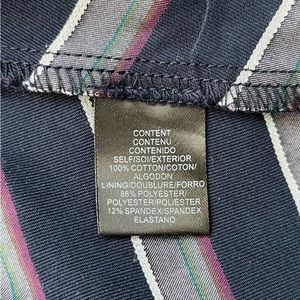 CONTENT
CONTENU
CONTENIDO
SELF/SOI/EXTERIOR
100% COTTON/COTON/
ALGODON
LINING/DOUBLURE/FORRO
88% POLYESTER/
POLYESTER/POLIESTER
12% SPANDEX/SPANDEX
ELASTANO